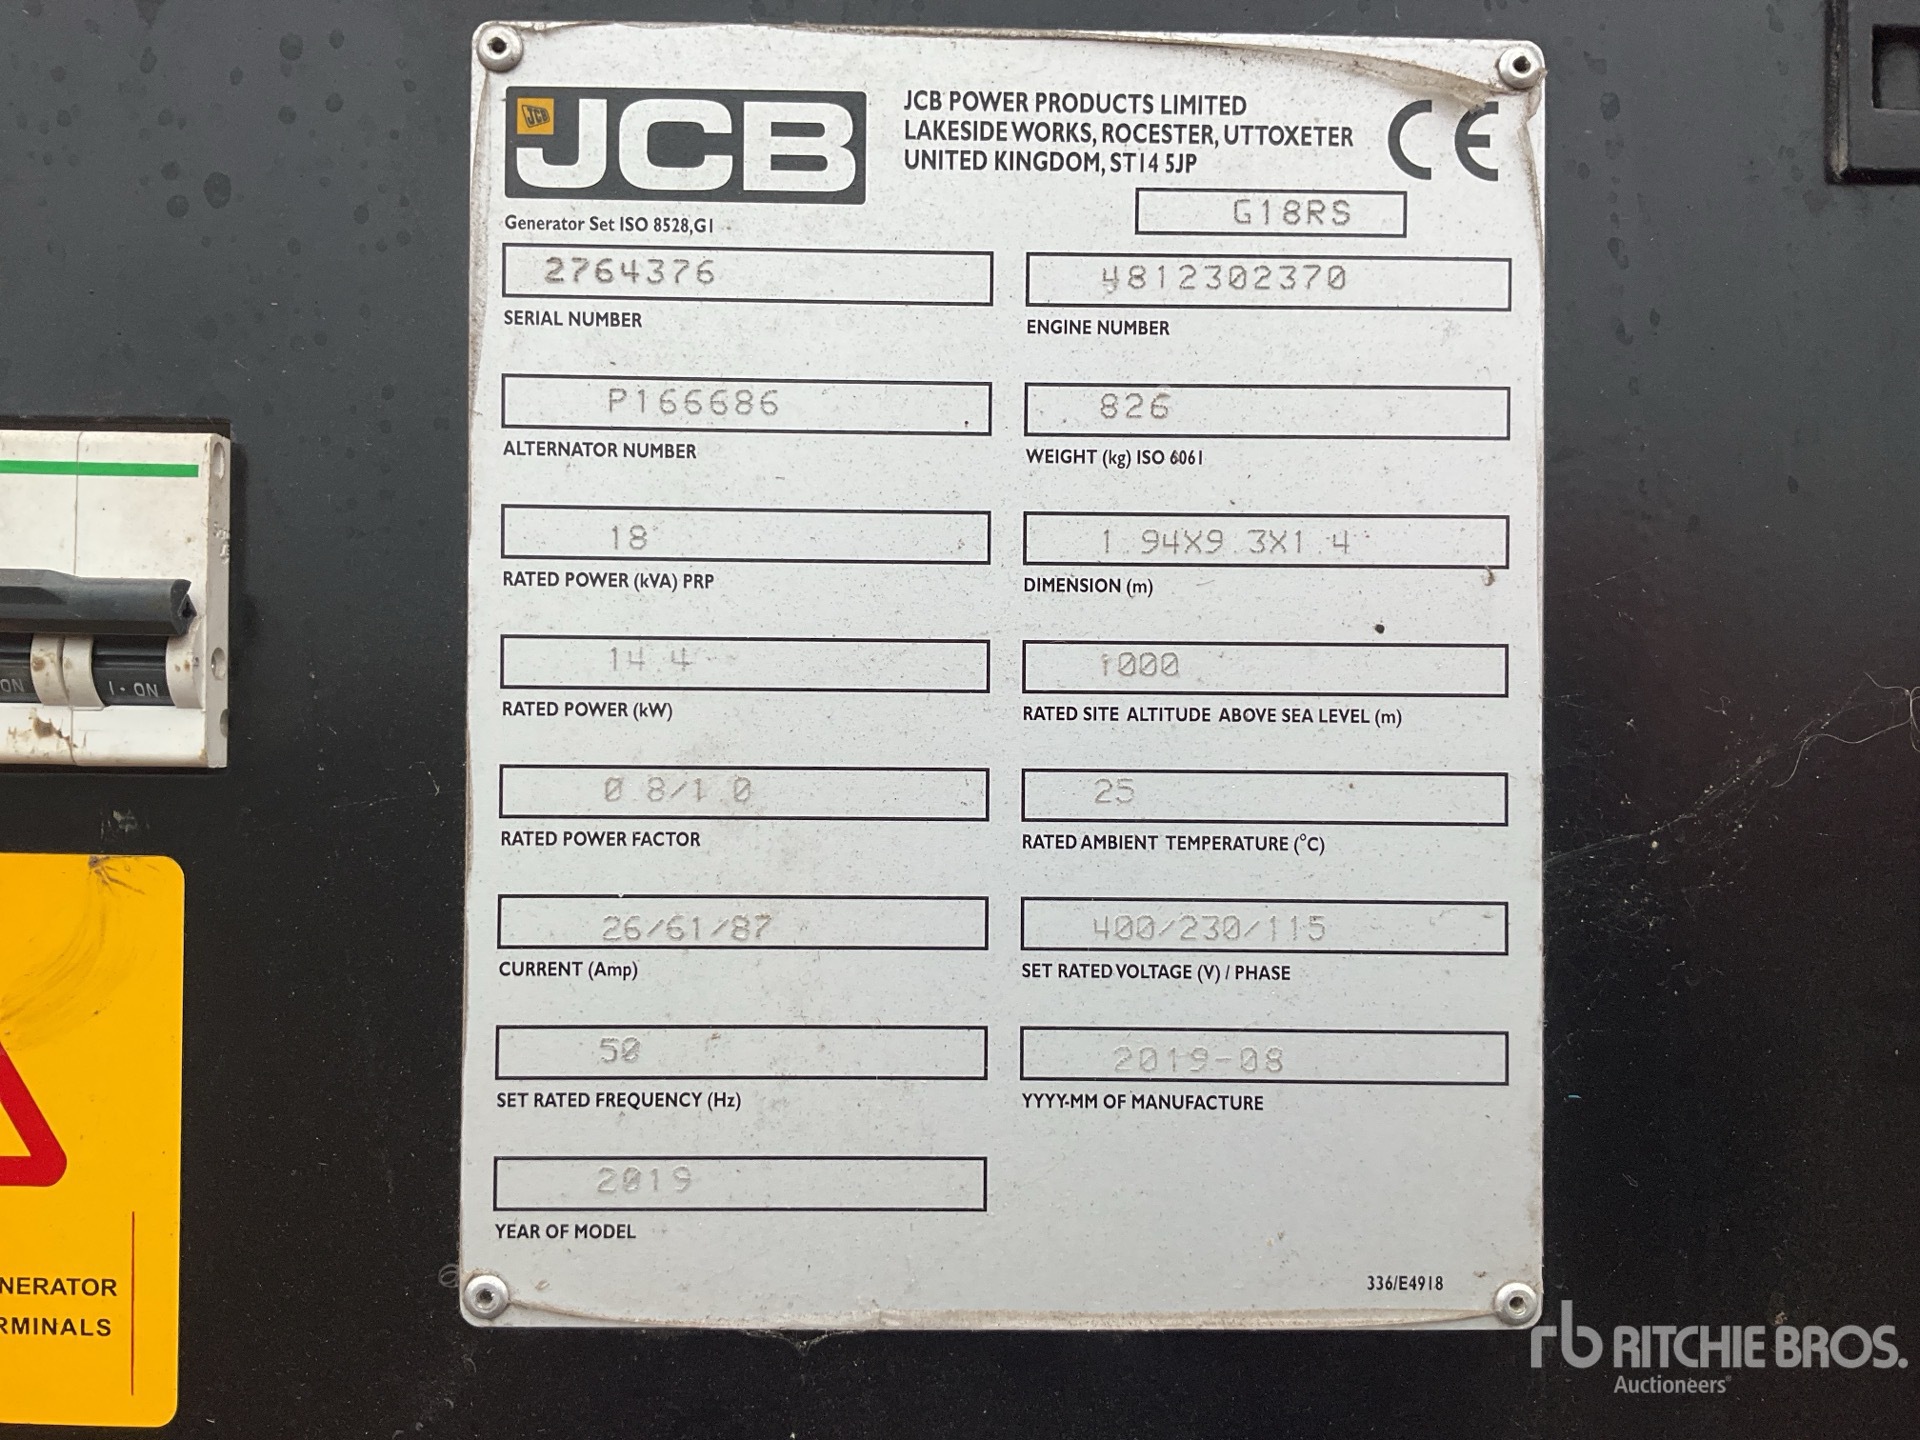 JCB
JCB
JCB POWER PRODUCTS LIMITED
LAKESIDE WORKS, ROCESTER, UTTOXETER
UNITED KINGDOM, ST14 5JP
CE
G18RS
Generator Set ISO 8528,G1
2764376
SERIAL NUMBER
4812302370
ENGINE NUMBER
P166686
ALTERNATOR NUMBER
826
WEIGHT (kg) ISO 6061
18
RATED POWER (kVA) PRP
1.94X9.3X1.4
DIMENSION (m)
14.4
RATED POWER (kW)
1000
RATED SITE ALTITUDE ABOVE SEA LEVEL (m)
0.8/1.0
RATED POWER FACTOR
25
RATED AMBIENT TEMPERATURE (°C)
26/61/87
CURRENT (Amp)
400/230/115
SET RATED VOLTAGE (V) / PHASE
50
SET RATED FREQUENCY (Hz)
2019-08
YYYY-MM OF MANUFACTURE
2019
YEAR OF MODEL
336/E4918
ON
I · ON
NERATOR
RMINALS
rb RITCHIE BROS.
Auctioneers